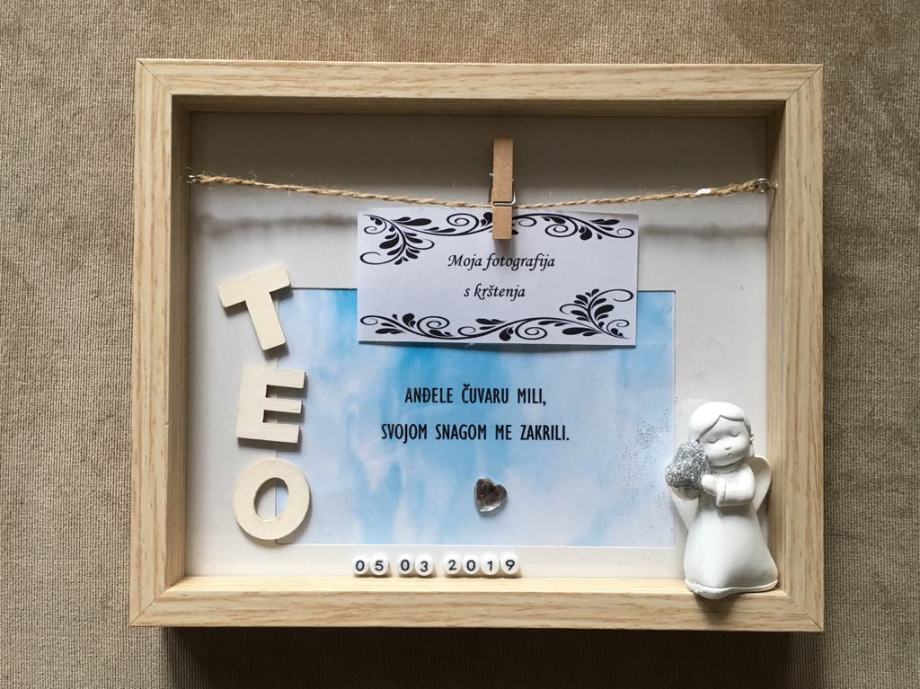 Moja fotografija
s krštenja
TEO
ANĐELE ČUVARU MILI,
SVOJOM SNAGOM ME ZAKRILI.
05 03 2019